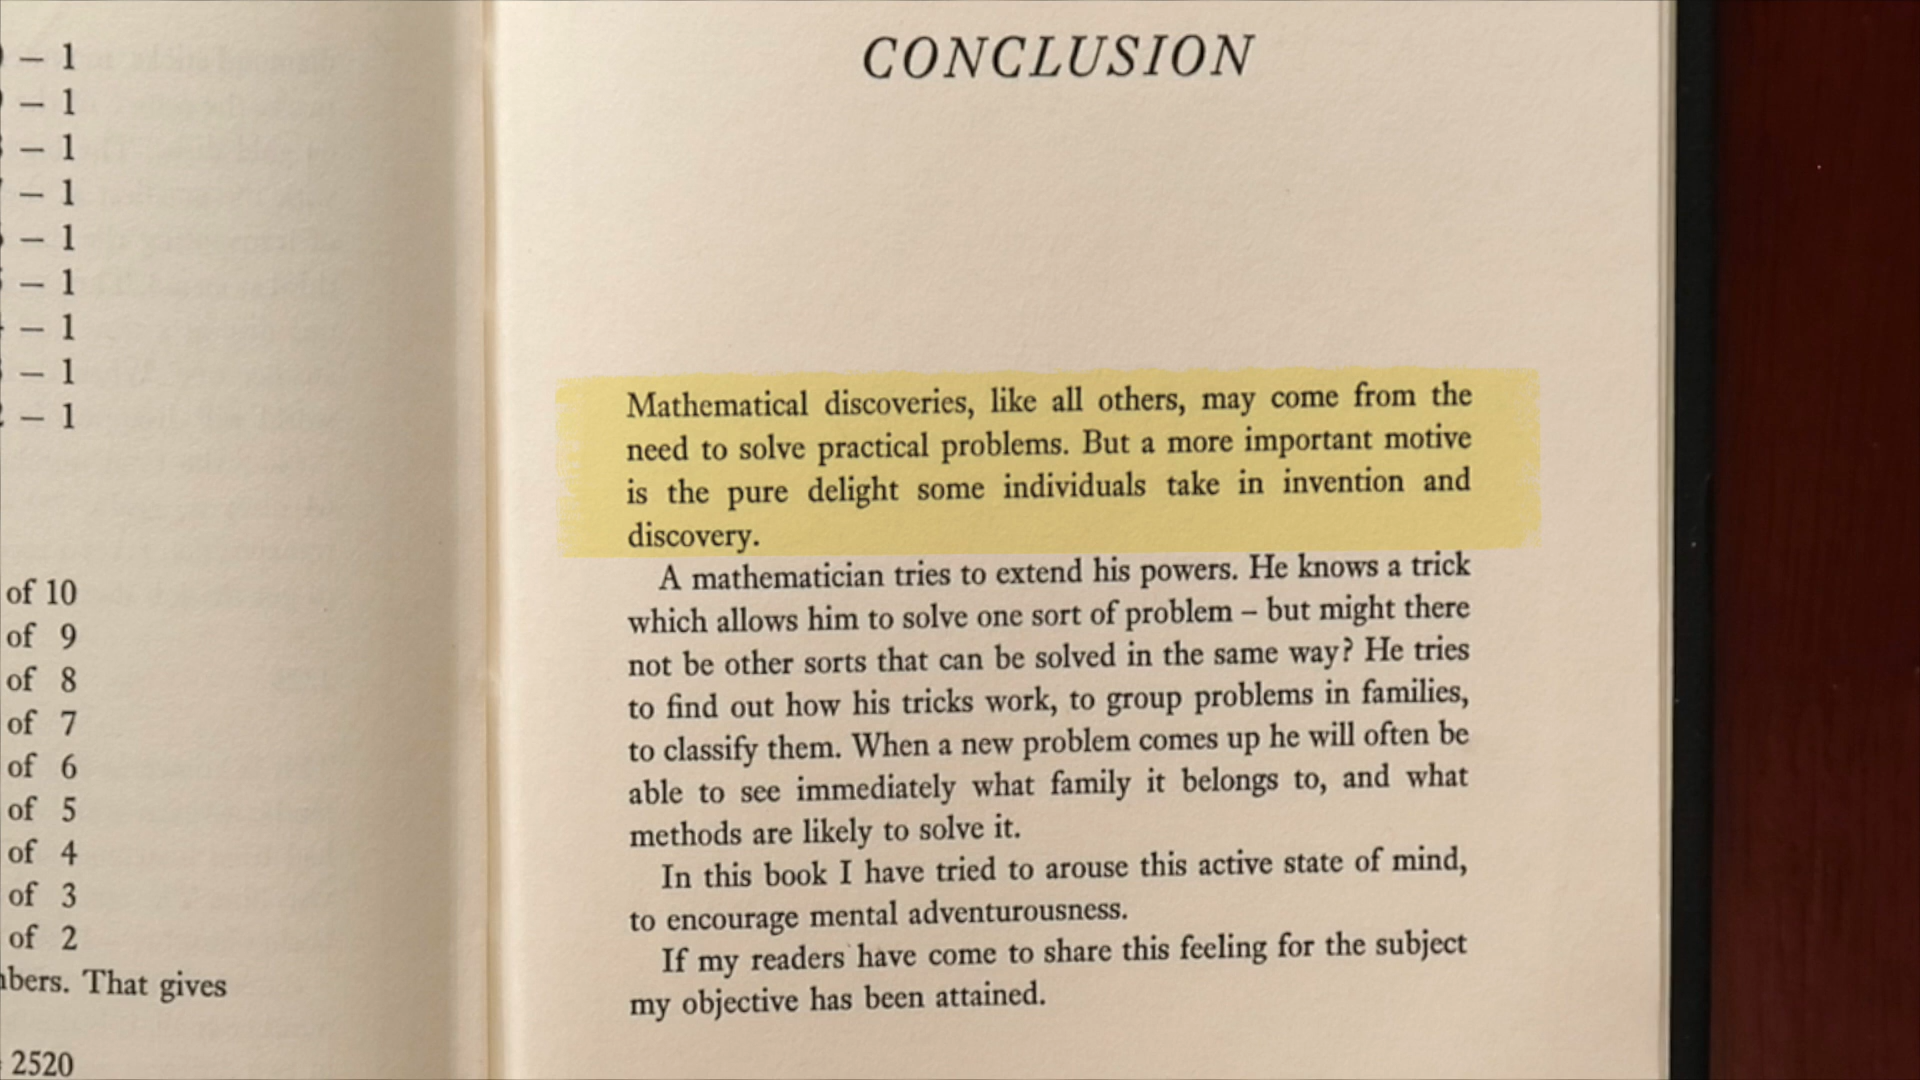 – 1
– 1
– 1
– 1
– 1
– 1
– 1
– 1
– 1
of 10
of 9
of 8
of 7
of 6
of 5
of 4
of 3
of 2
That gives
2520
CONCLUSION
Mathematical discoveries, like all others, may come from the
need to solve practical problems. But a more important motive
is the pure delight some individuals take in invention and
discovery.
A mathematician tries to extend his powers. He knows a trick
which allows him to solve one sort of problem – but might there
not be other sorts that can be solved in the same way? He tries
to find out how his tricks work, to group problems in families,
to classify them. When a new problem comes up he will often be
able to see immediately what family it belongs to, and what
methods are likely to solve it.
In this book I have tried to arouse this active state of mind,
to encourage mental adventurousness.
If my readers have come to share this feeling for the subject
my objective has been attained.